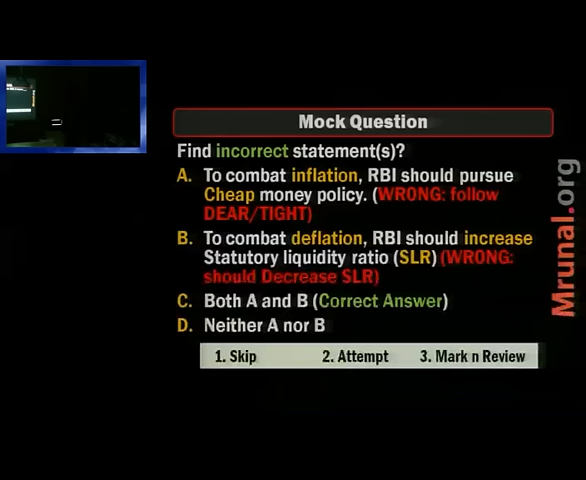 Mock Question
Find incorrect statement(s)?
A. To combat inflation, RBI should pursue
Cheap money policy. (WRONG: follow
DEAR/TIGHT)
B. To combat deflation, RBI should increase
Statutory liquidity ratio (SLR) (WRONG:
should Decrease SLR)
C. Both A and B (Correct Answer)
D. Neither A nor B
1. Skip 2. Attempt 3. Mark n Review
Mrunal.org